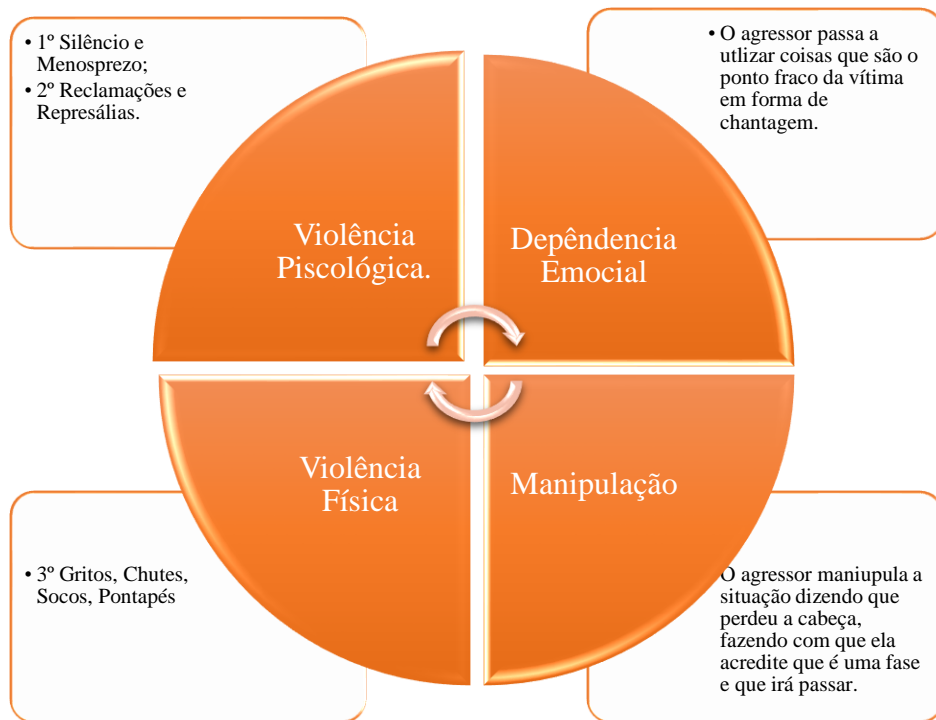 • 1º Silêncio e
Menosprezo;
• 2º Reclamações e
Represálias.
• O agressor passa a
utlizar coisas que são o
ponto fraco da vítima
em forma de
chantagem.
Violência
Piscológica.
Depêndencia
Emocial
Violência
Física
Manipulação
• 3º Gritos, Chutes,
Socos, Pontapés
O agressor maniupula a
situação dizendo que
perdeu a cabeça,
fazendo com que ela
acredite que é uma fase
e que irá passar.